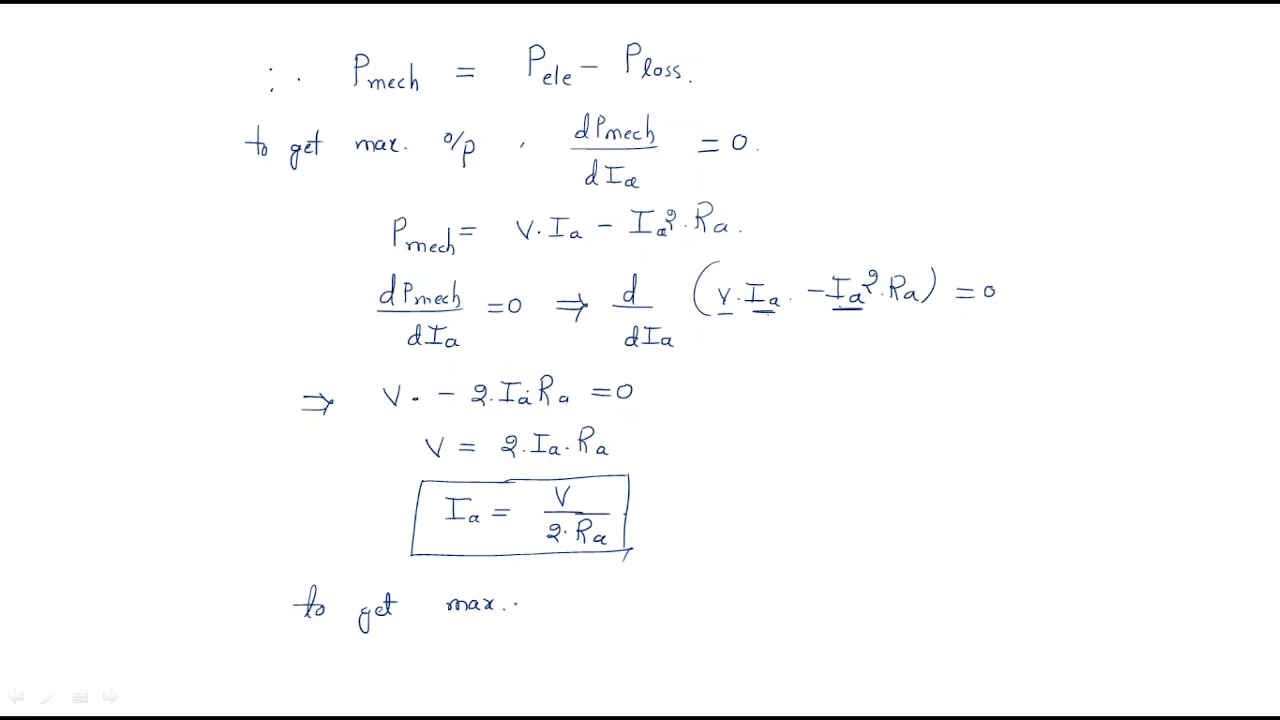 ∴ Pmech = Pele - Ploss.
to get max. o/p , dPmech/dIa = 0.
Pmech = V.Ia - Ia².Ra.
dPmech/dIa = 0 ⇒ d/dIa (V.Ia. - Ia².Ra) = 0
⇒ V. - 2.Ia.Ra = 0
V = 2.Ia.Ra
Ia = V/2.Ra
to get max.